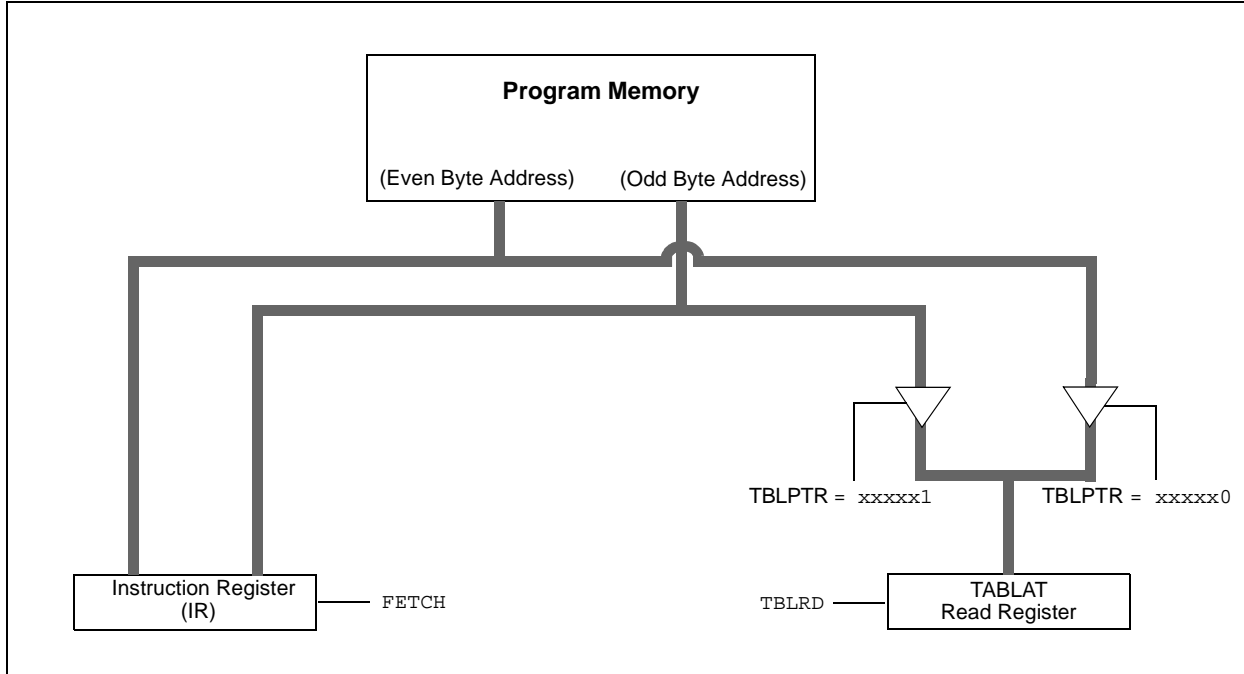 Program Memory
(Even Byte Address) (Odd Byte Address)
TBLPTR = xxxxx1 TBLPTR = xxxxx0
Instruction Register
(IR)
FETCH
TBLRD
TABLAT
Read Register